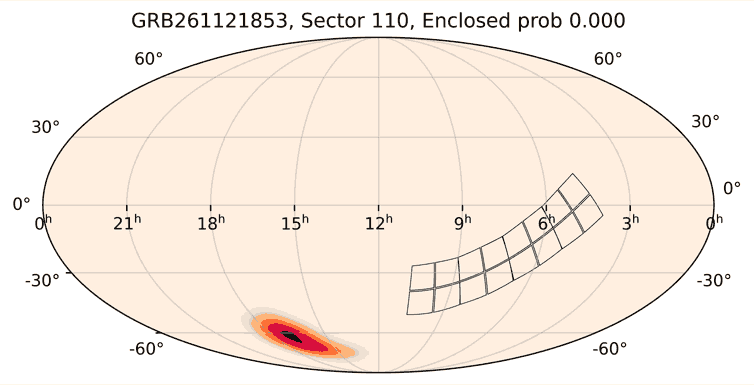 GRB261121853, Sector 110, Enclosed prob 0.000
60° 60°
30° 30°
0° 0°
0h 21h 18h 15h 12h 9h 6h 3h 0h
-30° -30°
-60° -60°